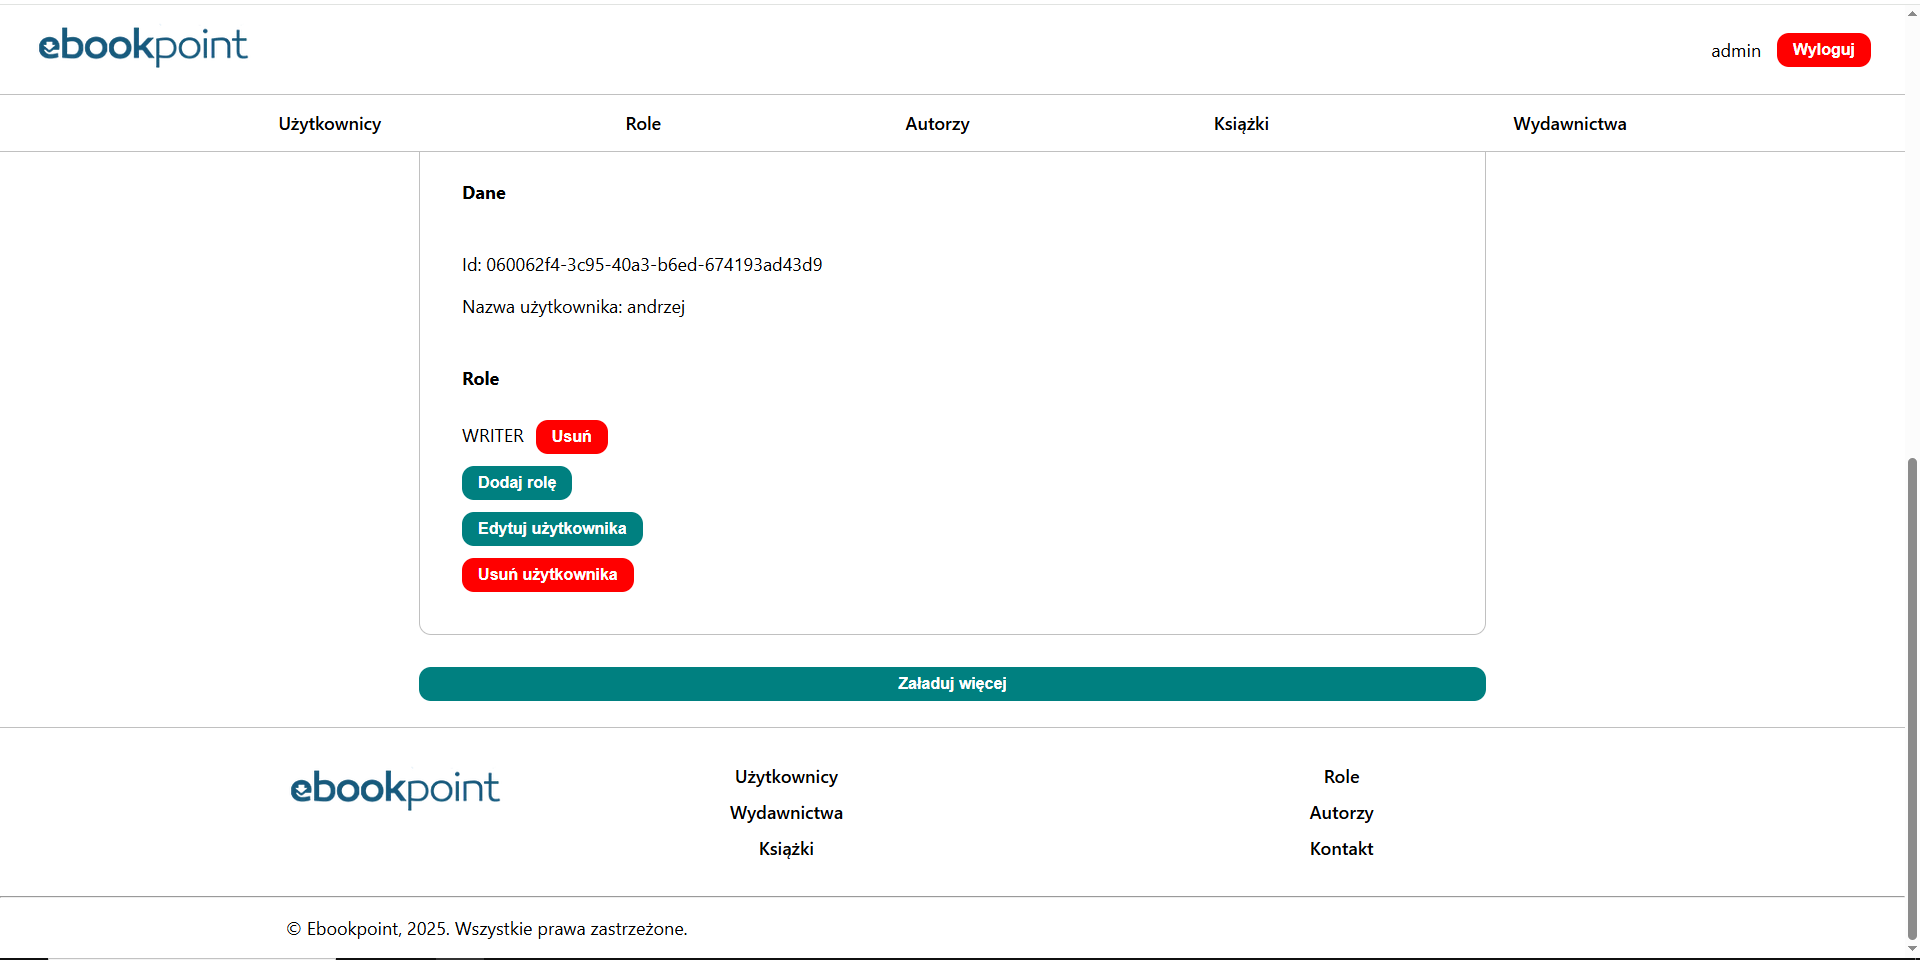 ebookpoint
admin Wyloguj
Użytkownicy Role Autorzy Książki Wydawnictwa
Dane
Id: 060062f4-3c95-40a3-b6ed-674193ad43d9
Nazwa użytkownika: andrzej
Role
WRITER Usuń
Dodaj rolę
Edytuj użytkownika
Usuń użytkownika
Załaduj więcej
ebookpoint
Użytkownicy Role
Wydawnictwa Autorzy
Książki Kontakt
© Ebookpoint, 2025. Wszystkie prawa zastrzeżone.